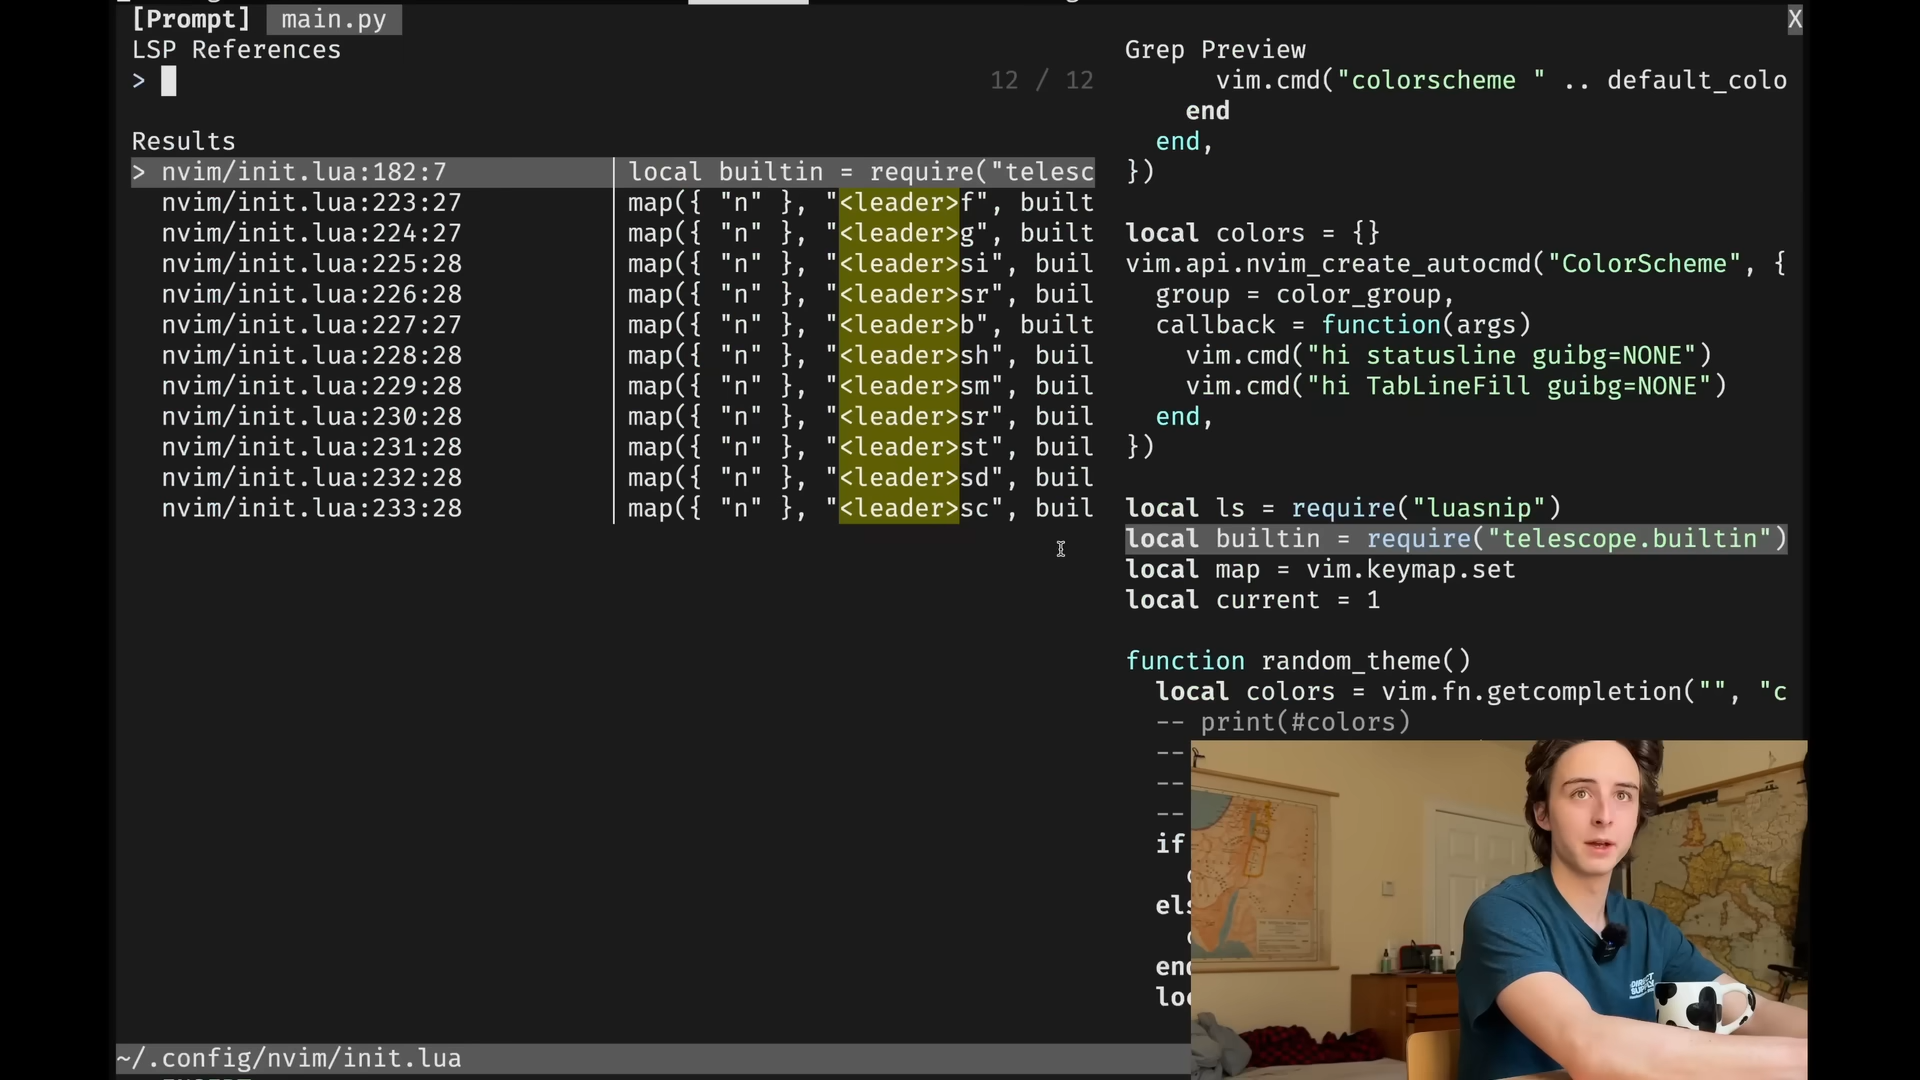 [Prompt] main.py X
LSP References
> 12 / 12
Results
> nvim/init.lua:182:7 | local builtin = require("telesc
nvim/init.lua:223:27 | map({ "n" }, "<leader>f", built
nvim/init.lua:224:27 | map({ "n" }, "<leader>g", built
nvim/init.lua:225:28 | map({ "n" }, "<leader>si", buil
nvim/init.lua:226:28 | map({ "n" }, "<leader>sr", buil
nvim/init.lua:227:27 | map({ "n" }, "<leader>b", built
nvim/init.lua:228:28 | map({ "n" }, "<leader>sh", buil
nvim/init.lua:229:28 | map({ "n" }, "<leader>sm", buil
nvim/init.lua:230:28 | map({ "n" }, "<leader>sr", buil
nvim/init.lua:231:28 | map({ "n" }, "<leader>st", buil
nvim/init.lua:232:28 | map({ "n" }, "<leader>sd", buil
nvim/init.lua:233:28 | map({ "n" }, "<leader>sc", buil
Grep Preview
vim.cmd("colorscheme " .. default_colo
end
end,
})
local colors = {}
vim.api.nvim_create_autocmd("ColorScheme", {
group = color_group,
callback = function(args)
vim.cmd("hi statusline guibg=NONE")
vim.cmd("hi TabLineFill guibg=NONE")
end,
})
local ls = require("luasnip")
local builtin = require("telescope.builtin")
local map = vim.keymap.set
local current = 1
function random_theme()
local colors = vim.fn.getcompletion("", "c
-- print(#colors)
--
--
--
if
els
end
loc
DIRECT
SUPPLY
~/.config/nvim/init.lua